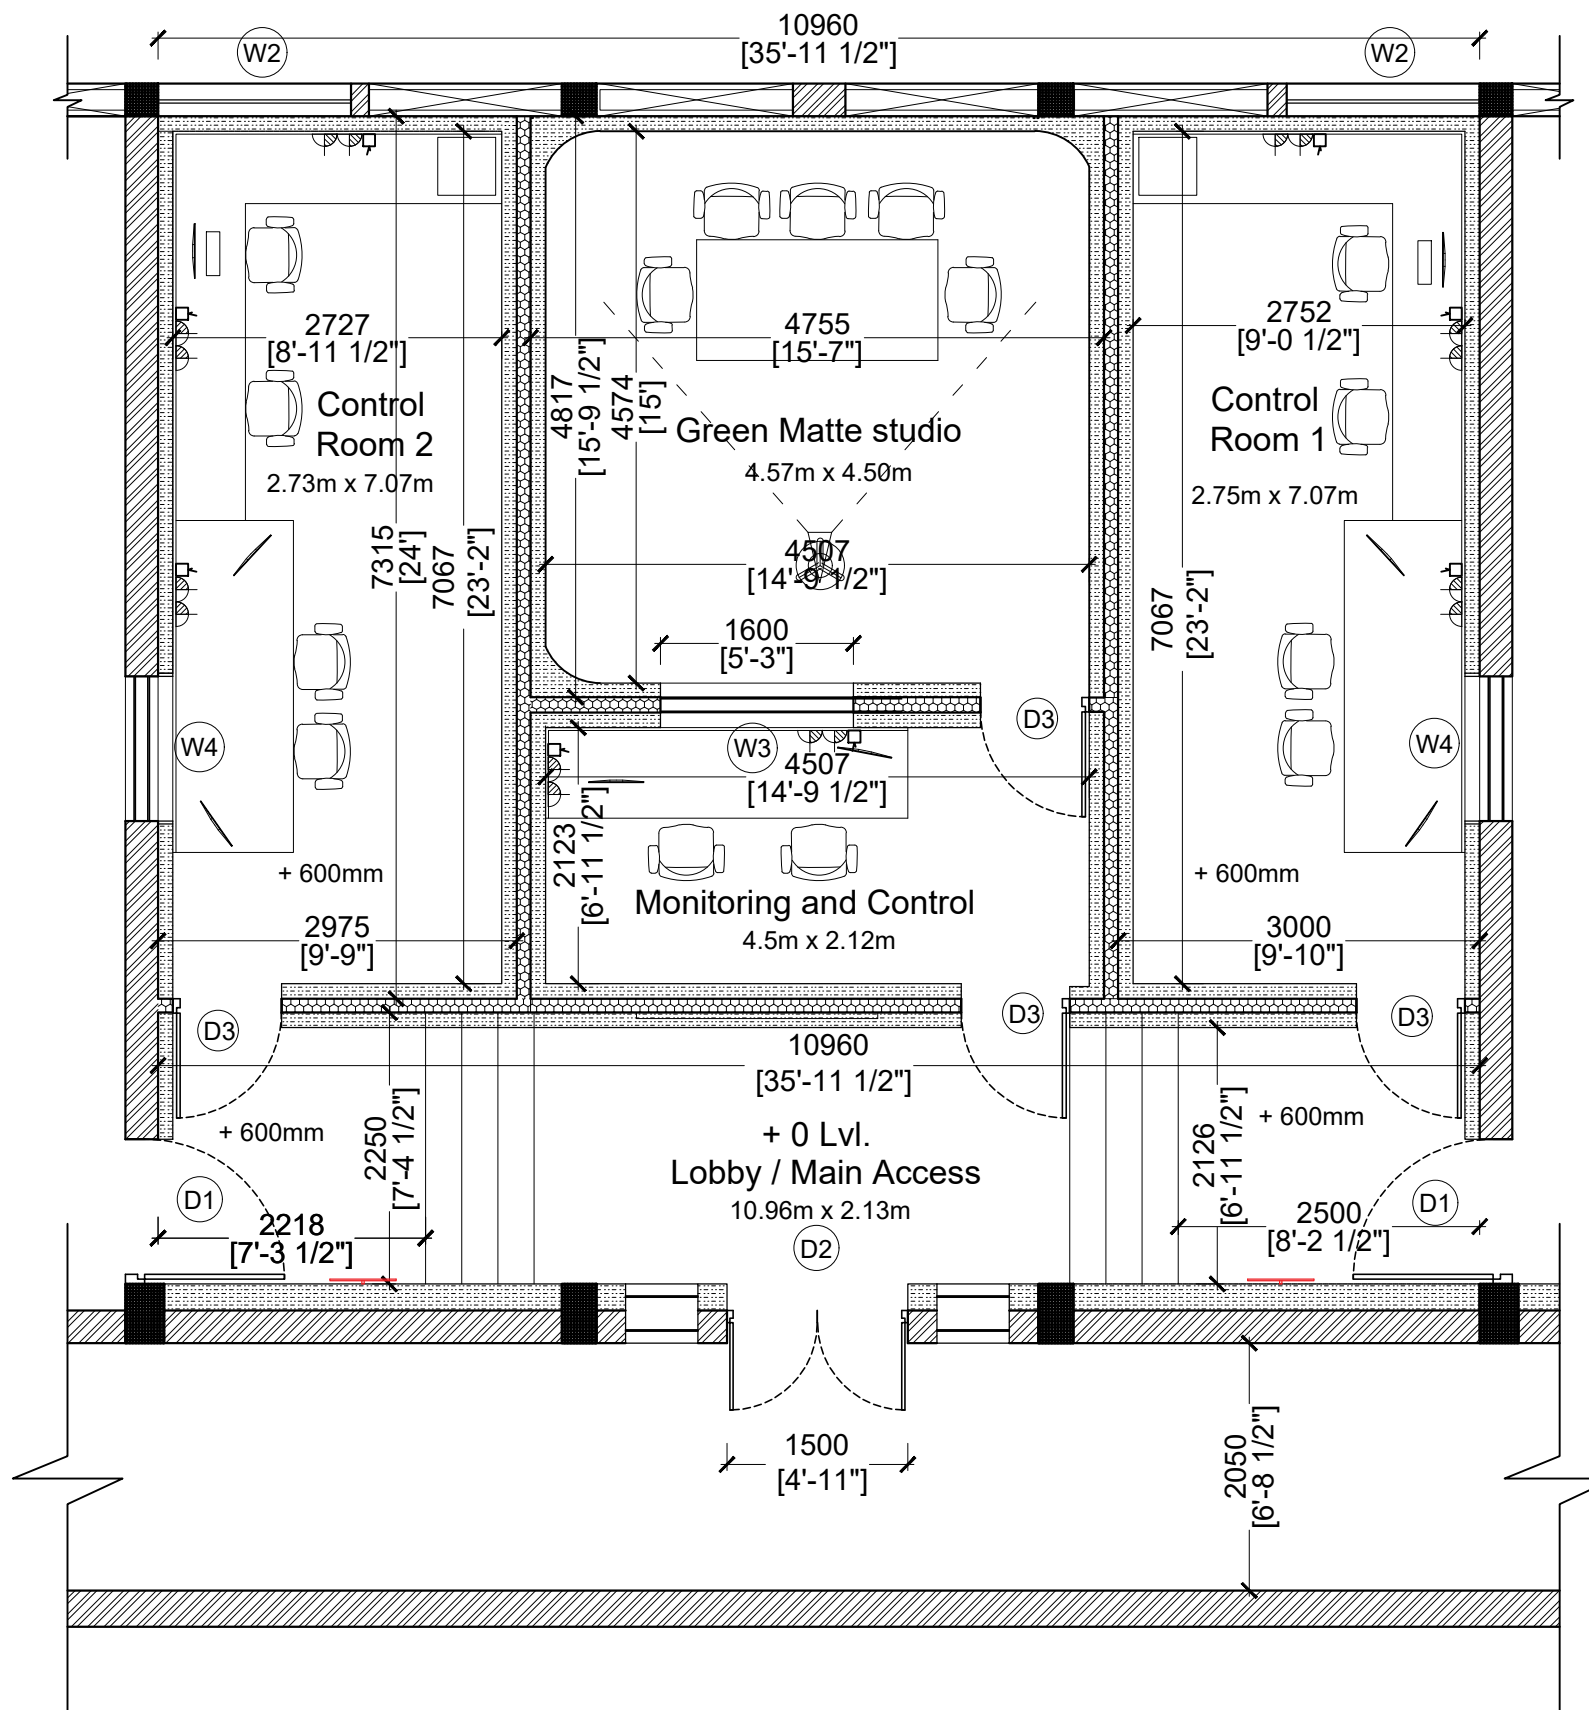 10960
[35'-11 1/2"]
W2
W2
2727
[8'-11 1/2"]
4755
[15'-7"]
2752
[9'-0 1/2"]
4817
[15'-9 1/2"]
4574
[15']
Control
Room 2
2.73m x 7.07m
Green Matte studio
4.57m x 4.50m
Control
Room 1
2.75m x 7.07m
7315
[24']
7067
[23'-2"]
4507
[14'-9 1/2"]
7067
[23'-2"]
1600
[5'-3"]
D3
W4
W3
W4
4507
[14'-9 1/2"]
2123
[6'-11 1/2"]
+ 600mm
+ 600mm
Monitoring and Control
4.5m x 2.12m
2975
[9'-9"]
3000
[9'-10"]
D3
D3
D3
10960
[35'-11 1/2"]
+ 600mm
2250
[7'-4 1/2"]
+ 0 Lvl.
Lobby / Main Access
10.96m x 2.13m
2126
[6'-11 1/2"]
+ 600mm
D1
D1
2218
[7'-3 1/2"]
D2
2500
[8'-2 1/2"]
1500
[4'-11"]
2050
[6'-8 1/2"]